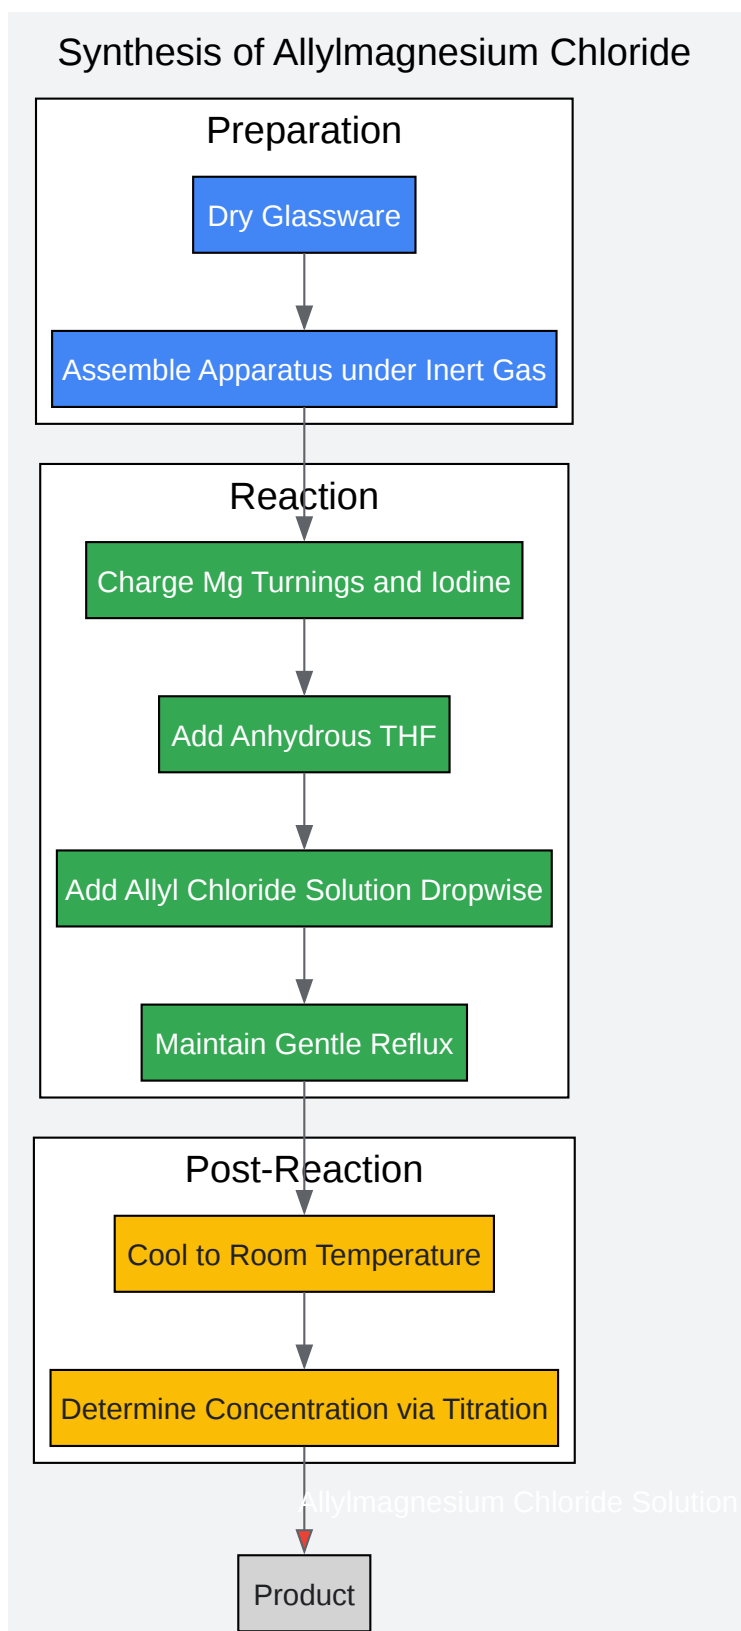 Synthesis of Allylmagnesium Chloride
Preparation
Dry Glassware
Assemble Apparatus under Inert Gas
Reaction
Charge Mg Turnings and Iodine
Add Anhydrous THF
Add Allyl Chloride Solution Dropwise
Maintain Gentle Reflux
Post-Reaction
Cool to Room Temperature
Determine Concentration via Titration
Allylmagnesium Chloride Solution
Product